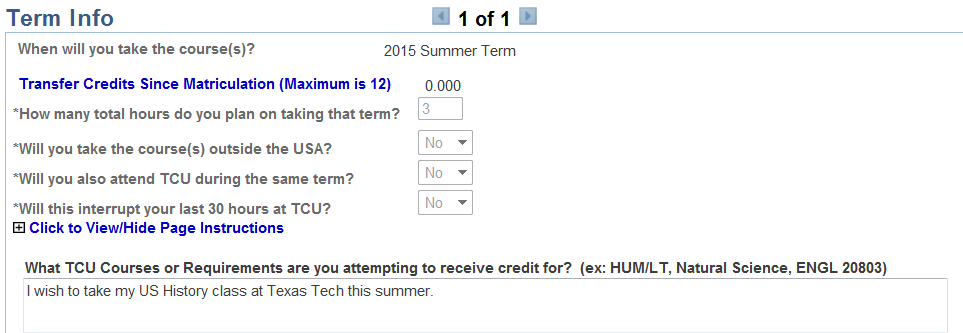 Term Info 1 of 1
When will you take the course(s)? 2015 Summer Term
Transfer Credits Since Matriculation (Maximum is 12) 0.000
*How many total hours do you plan on taking that term? 3
*Will you take the course(s) outside the USA? No
*Will you also attend TCU during the same term? No
*Will this interrupt your last 30 hours at TCU? No
Click to View/Hide Page Instructions
What TCU Courses or Requirements are you attempting to receive credit for? (ex: HUM/LT, Natural Science, ENGL 20803)
I wish to take my US History class at Texas Tech this summer.